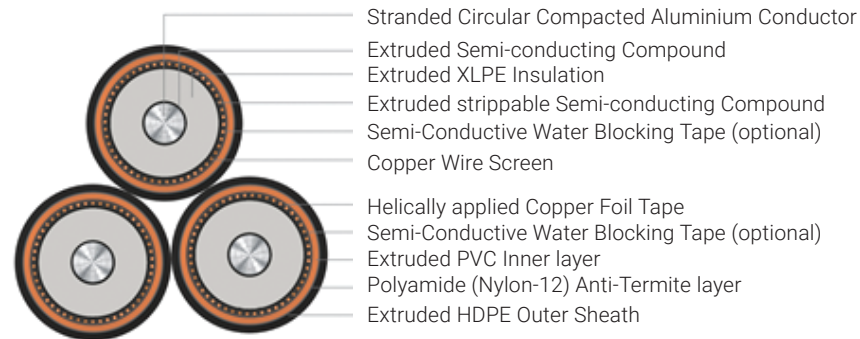 Stranded Circular Compacted Aluminium Conductor
Extruded Semi-conducting Compound
Extruded XLPE Insulation
Extruded strippable Semi-conducting Compound
Semi-Conductive Water Blocking Tape (optional)
Copper Wire Screen
Helically applied Copper Foil Tape
Semi-Conductive Water Blocking Tape (optional)
Extruded PVC Inner layer
Polyamide (Nylon-12) Anti-Termite layer
Extruded HDPE Outer Sheath